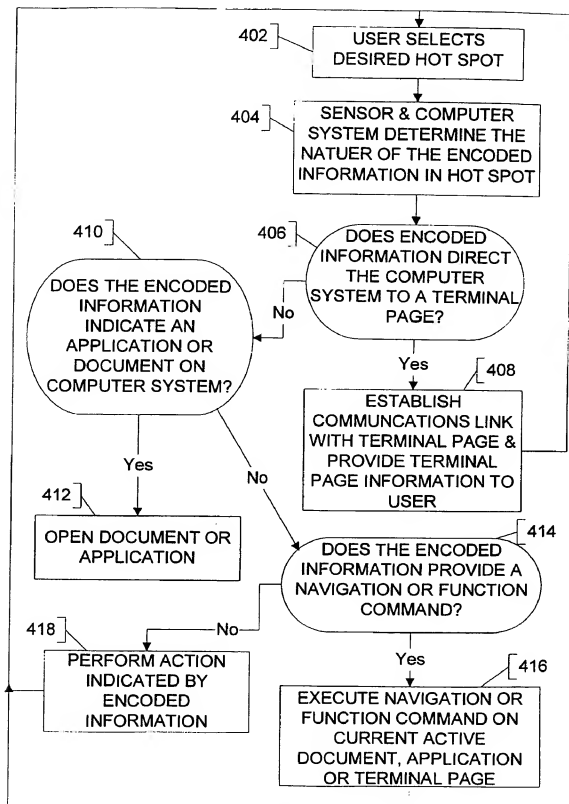 402
USER SELECTS
DESIRED HOT SPOT
404
SENSOR & COMPUTER
SYSTEM DETERMINE THE
NATUER OF THE ENCODED
INFORMATION IN HOT SPOT
406
DOES ENCODED
INFORMATION DIRECT
THE COMPUTER
SYSTEM TO A TERMINAL
PAGE?
No
Yes
408
ESTABLISH
COMMUNCATIONS LINK
WITH TERMINAL PAGE &
PROVIDE TERMINAL
PAGE INFORMATION TO
USER
410
DOES THE ENCODED
INFORMATION
INDICATE AN
APPLICATION OR
DOCUMENT ON
COMPUTER SYSTEM?
Yes
No
412
OPEN DOCUMENT OR
APPLICATION
414
DOES THE ENCODED
INFORMATION PROVIDE A
NAVIGATION OR FUNCTION
COMMAND?
No
Yes
418
PERFORM ACTION
INDICATED BY
ENCODED
INFORMATION
416
EXECUTE NAVIGATION OR
FUNCTION COMMAND ON
CURRENT ACTIVE
DOCUMENT, APPLICATION
OR TERMINAL PAGE